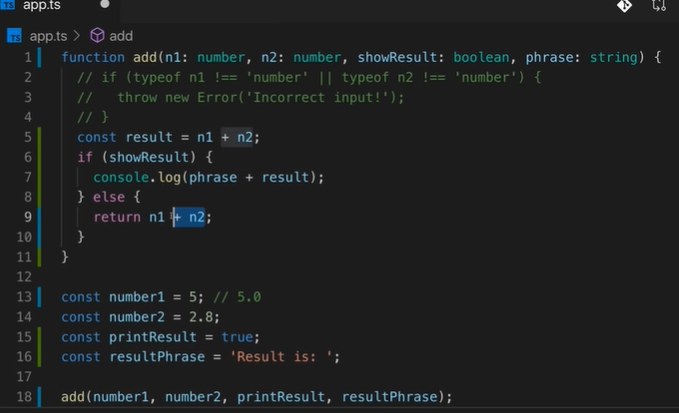 TS app.ts
TS app.ts > add
1 function add(n1: number, n2: number, showResult: boolean, phrase: string) {
2 // if (typeof n1 !== 'number' || typeof n2 !== 'number') {
3 //   throw new Error('Incorrect input!');
4 // }
5 const result = n1 + n2;
6 if (showResult) {
7 console.log(phrase + result);
8 } else {
9 return n1 + n2;
10 }
11 }
12
13 const number1 = 5; // 5.0
14 const number2 = 2.8;
15 const printResult = true;
16 const resultPhrase = 'Result is: ';
17
18 add(number1, number2, printResult, resultPhrase);